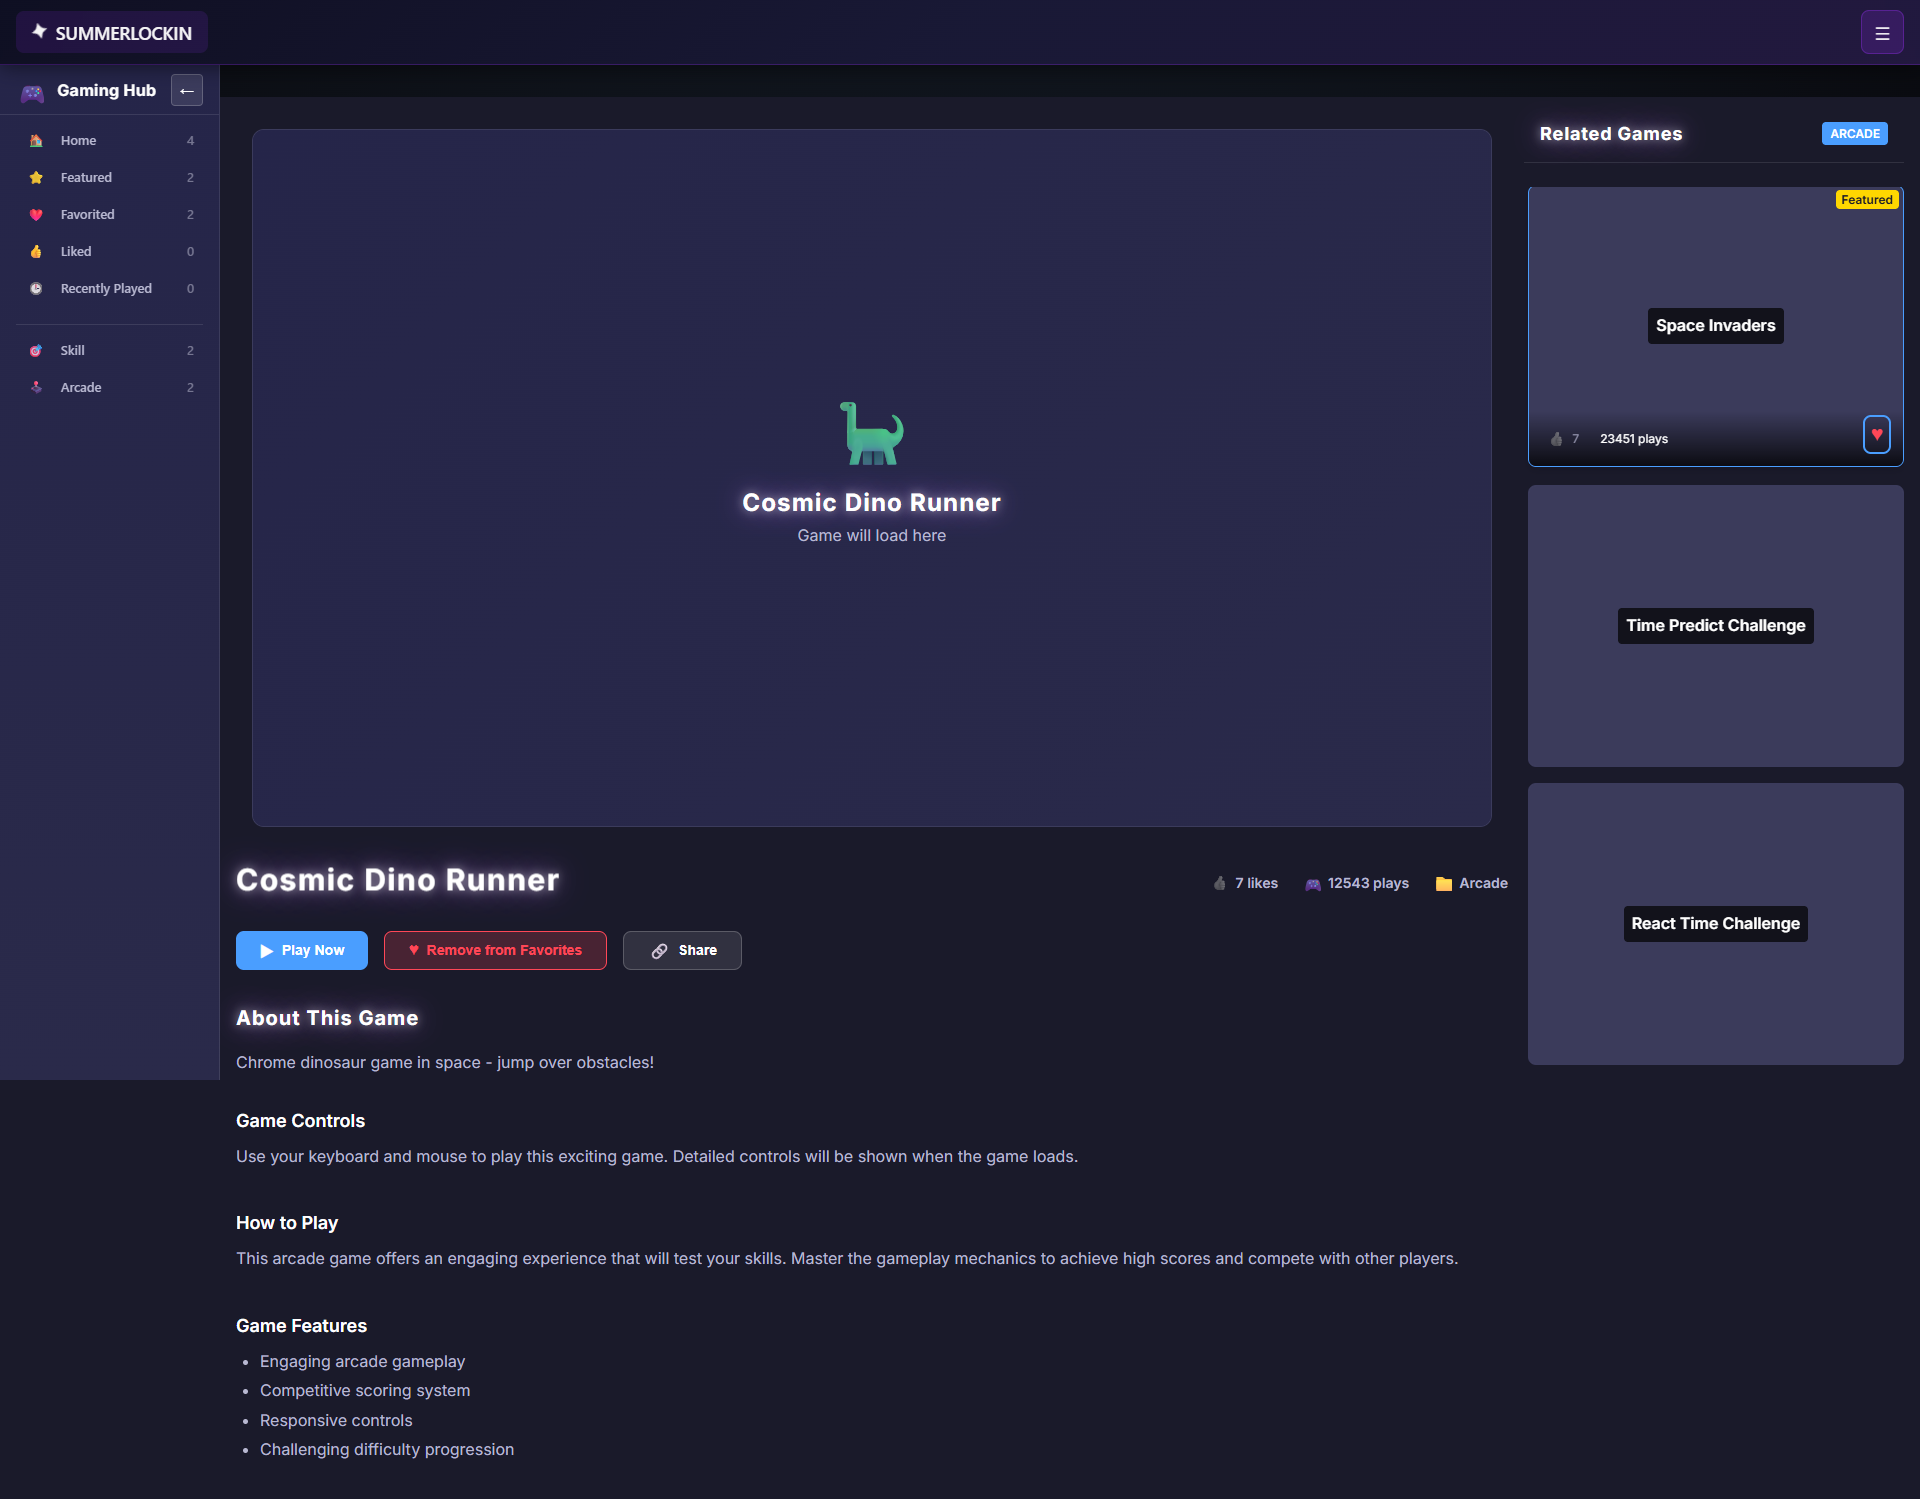 SUMMERLOCKIN
Gaming Hub
Home 4
Featured 2
Favorited 2
Liked 0
Recently Played 0
Skill 2
Arcade 2
Cosmic Dino Runner
Game will load here
Cosmic Dino Runner
7 likes 12543 plays Arcade
Play Now Remove from Favorites Share
About This Game
Chrome dinosaur game in space - jump over obstacles!
Game Controls
Use your keyboard and mouse to play this exciting game. Detailed controls will be shown when the game loads.
How to Play
This arcade game offers an engaging experience that will test your skills. Master the gameplay mechanics to achieve high scores and compete with other players.
Game Features
• Engaging arcade gameplay
• Competitive scoring system
• Responsive controls
• Challenging difficulty progression
Related Games ARCADE
Featured
Space Invaders
7 23451 plays
Time Predict Challenge
React Time Challenge